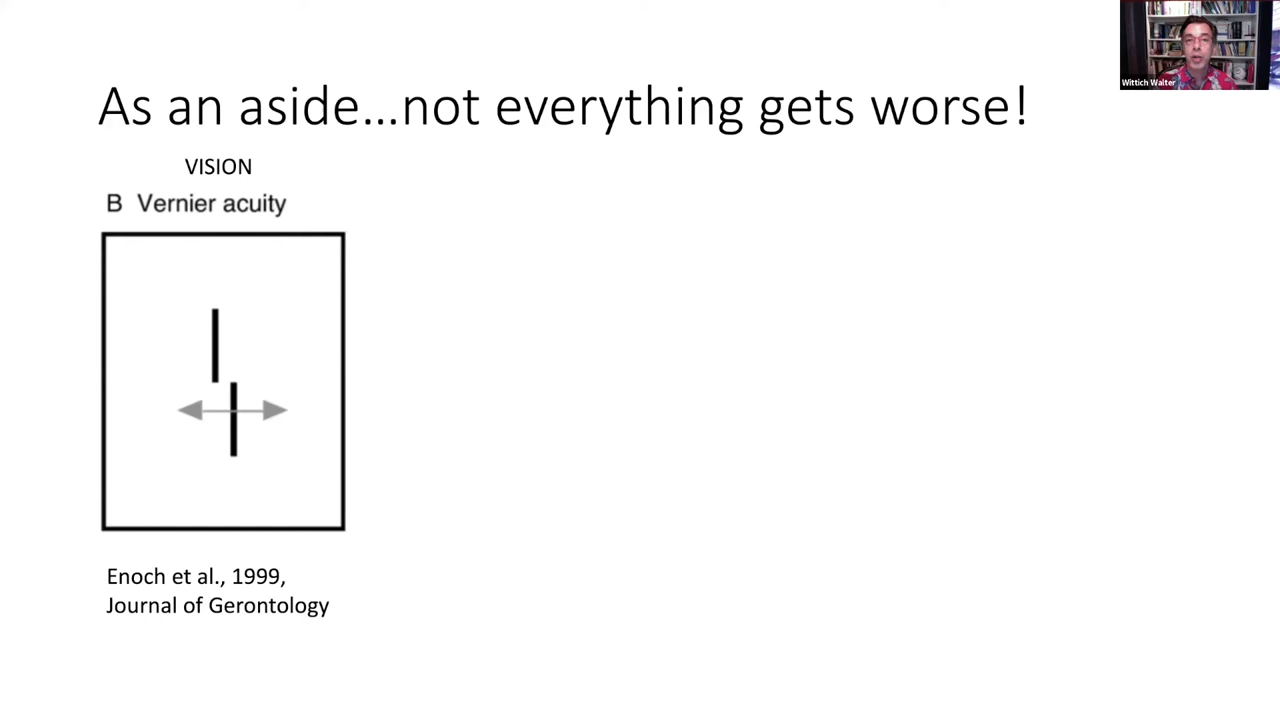 Wittich Walter
As an aside...not everything gets worse!
VISION
B Vernier acuity
Enoch et al., 1999,
Journal of Gerontology